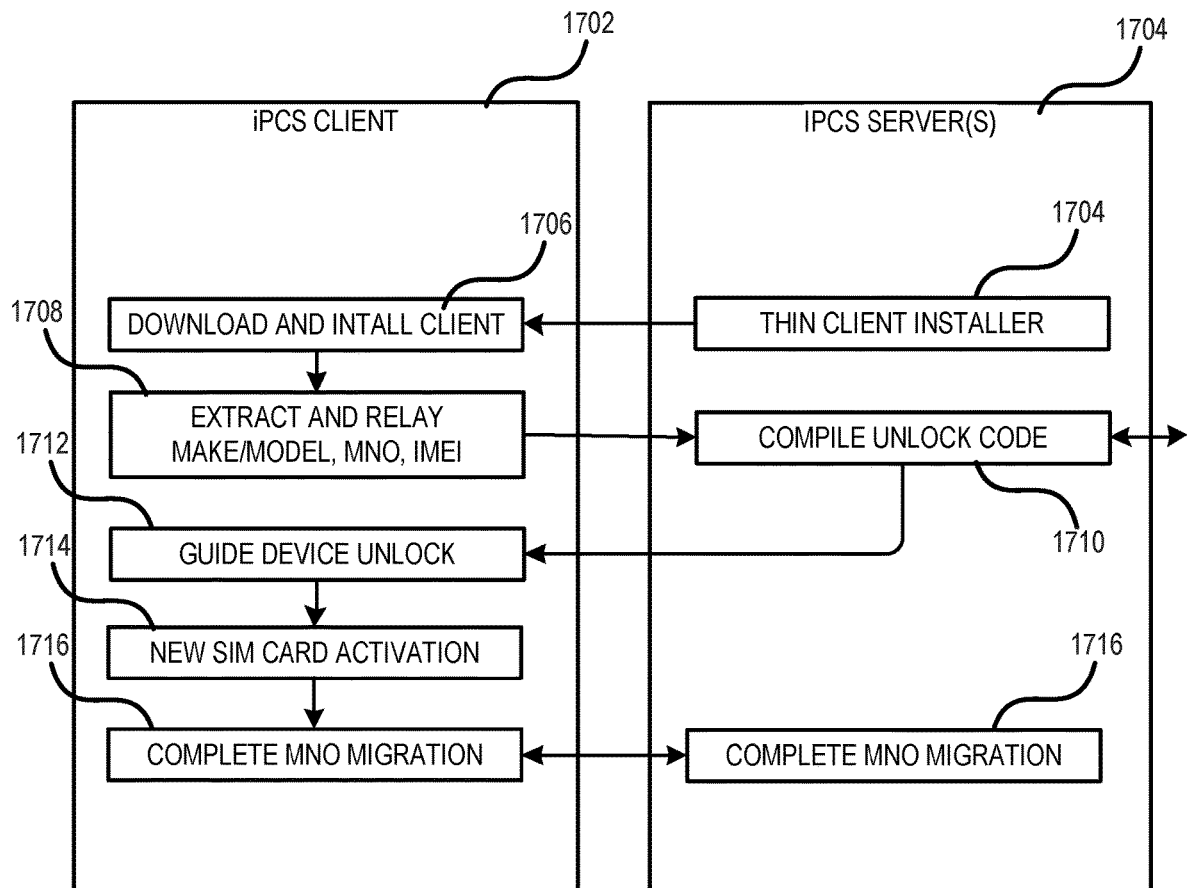 1702
1704
iPCS CLIENT
IPCS SERVER(S)
1706
1704
1708
DOWNLOAD AND INTALL CLIENT
THIN CLIENT INSTALLER
EXTRACT AND RELAY
MAKE/MODEL, MNO, IMEI
COMPILE UNLOCK CODE
1712
1710
GUIDE DEVICE UNLOCK
1714
NEW SIM CARD ACTIVATION
1716
1716
COMPLETE MNO MIGRATION
COMPLETE MNO MIGRATION